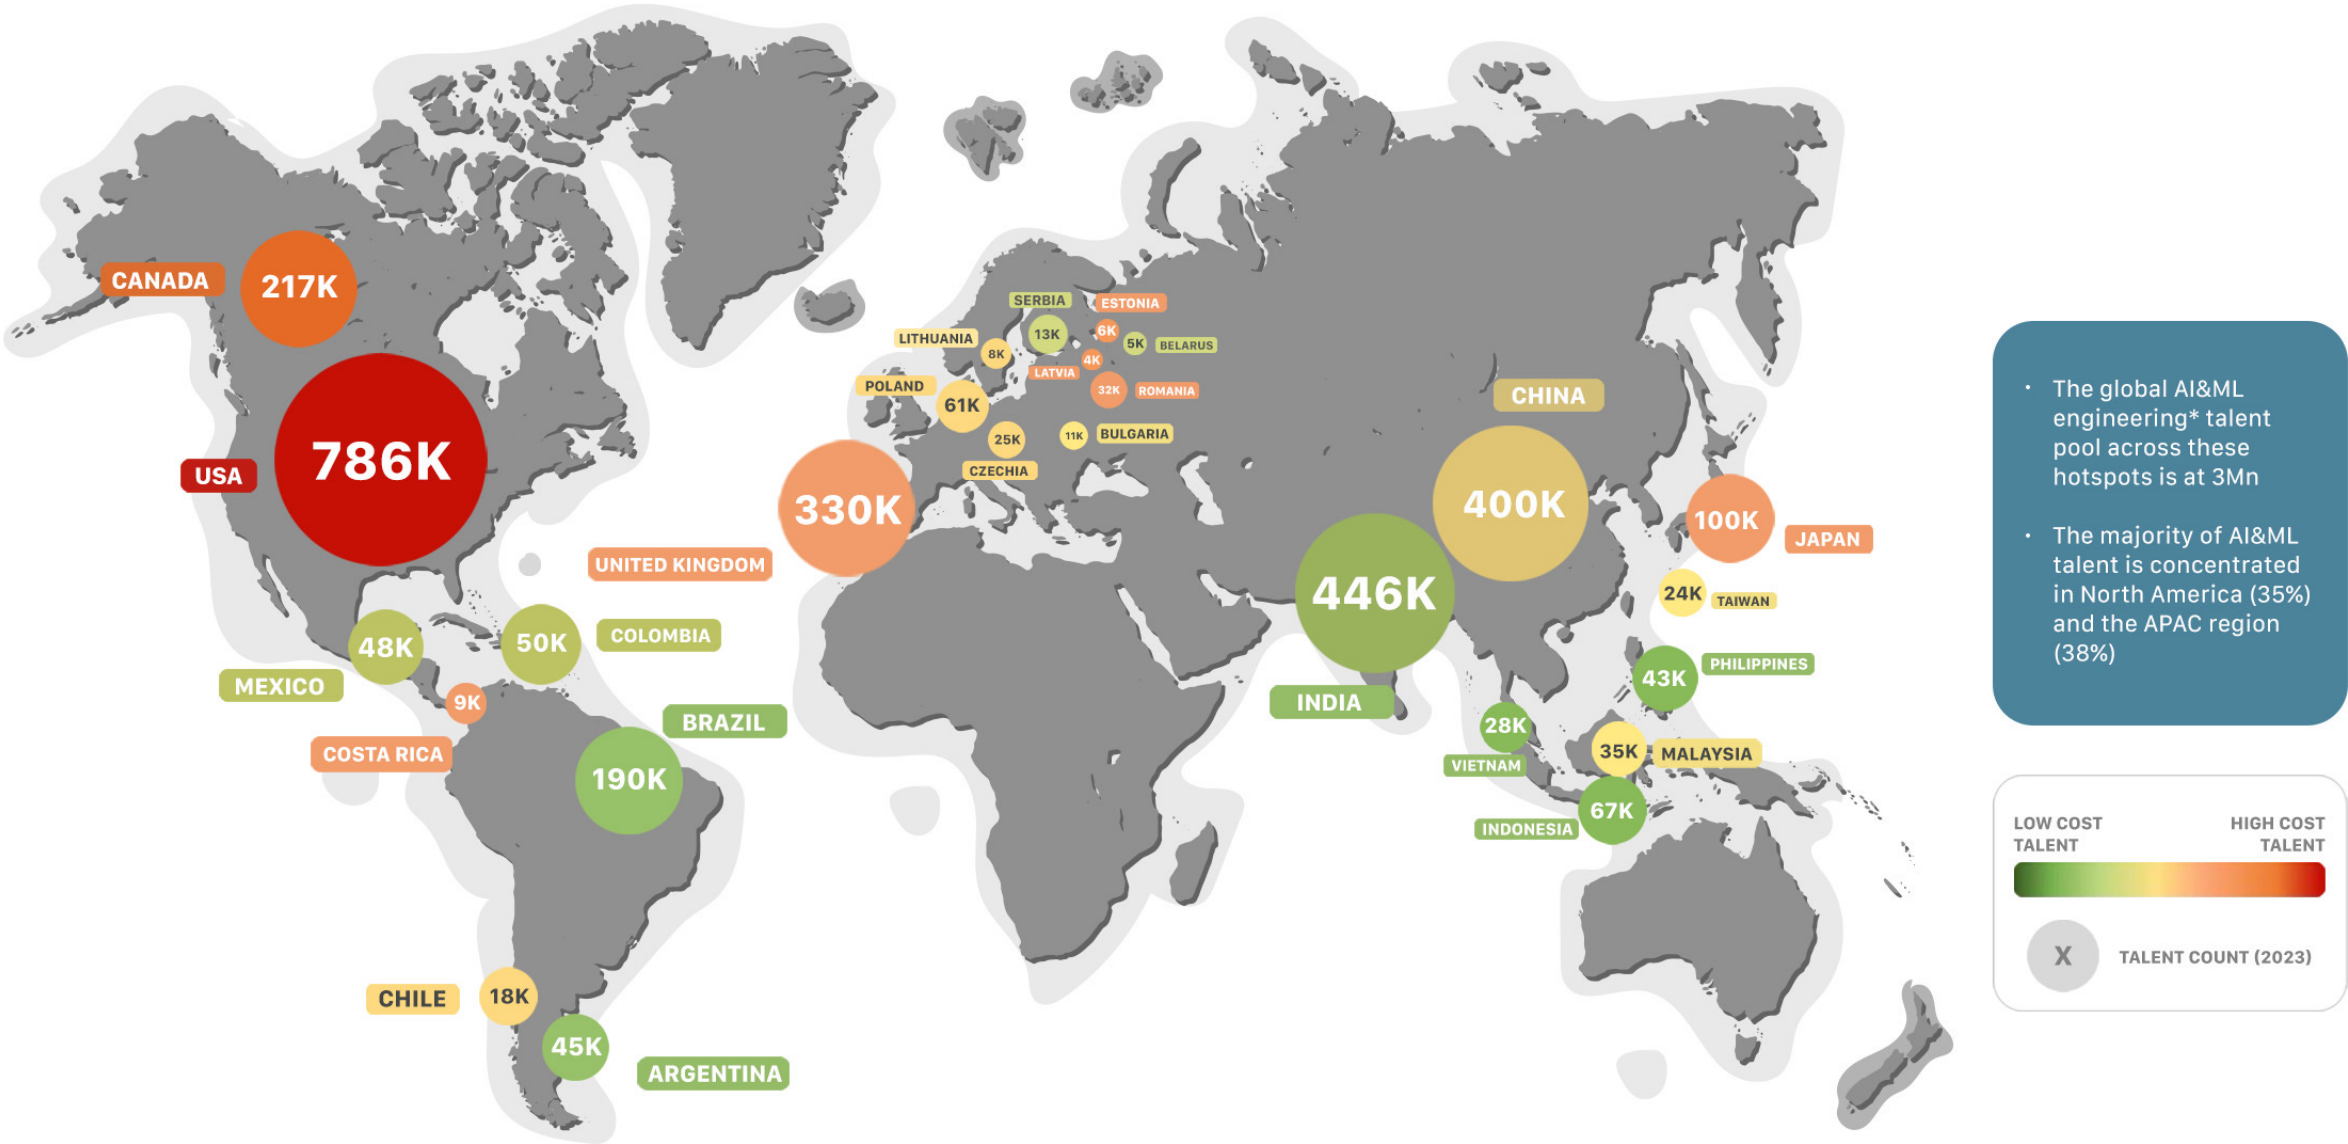 CANADA
217K
USA
786K
MEXICO
48K
50K
COLOMBIA
COSTA RICA
9K
BRAZIL
190K
CHILE
18K
45K
ARGENTINA
UNITED KINGDOM
330K
SERBIA
13K
ESTONIA
6K
LITHUANIA
8K
5K
BELARUS
4K
LATVIA
POLAND
61K
32K
ROMANIA
25K
CZECHIA
11K
BULGARIA
CHINA
400K
446K
INDIA
100K
JAPAN
24K
TAIWAN
43K
PHILIPPINES
28K
VIETNAM
35K
MALAYSIA
67K
INDONESIA
• The global AI&ML
engineering* talent
pool across these
hotspots is at 3Mn
• The majority of AI&ML
talent is concentrated
in North America (35%)
and the APAC region
(38%)
LOW COST
TALENT
HIGH COST
TALENT
X
TALENT COUNT (2023)